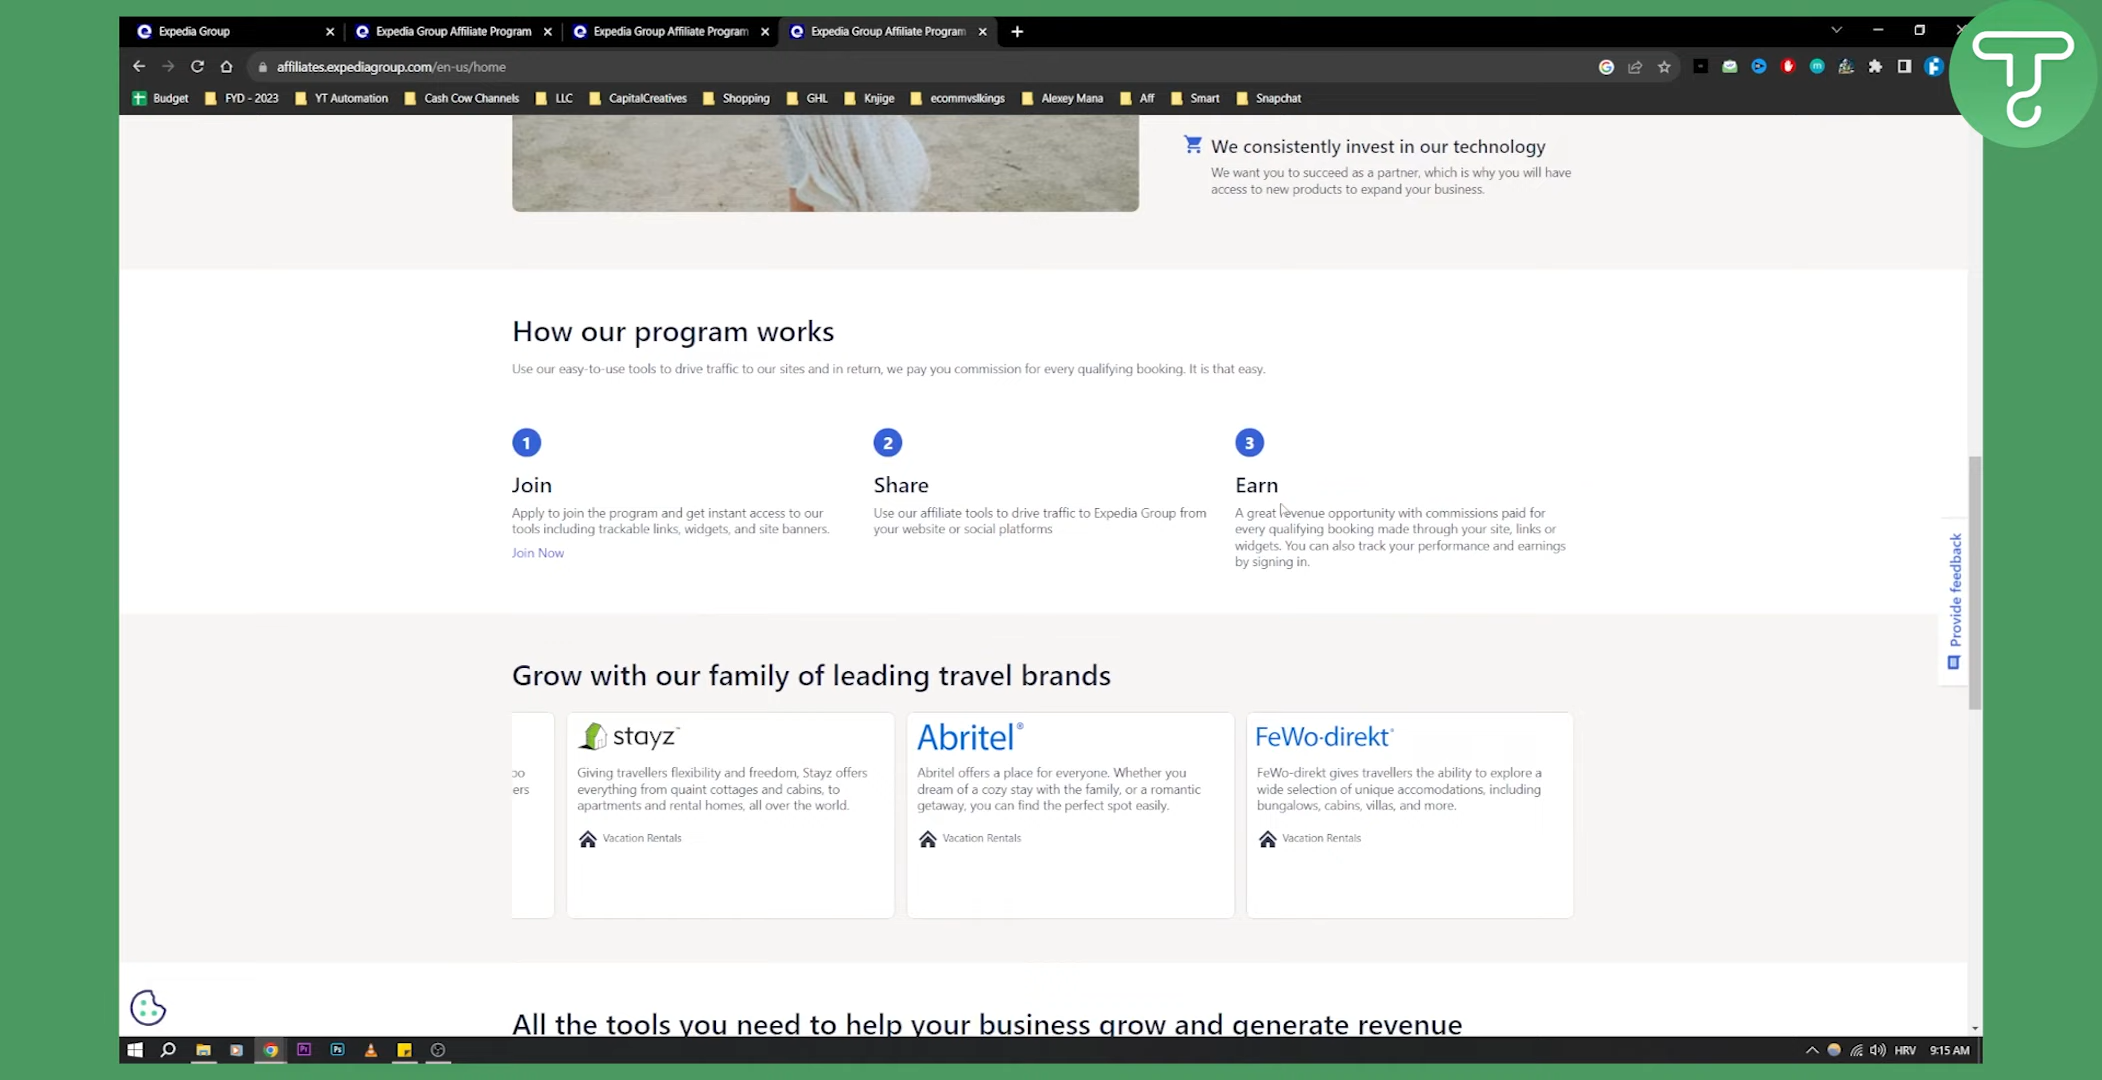 Expedia Group
Expedia Group Affiliate Program
Expedia Group Affiliate Program
Expedia Group Affiliate Program
affiliates.expediagroup.com/en-us/home
Budget
FYD - 2023
YT Automation
Cash Cow Channels
LLC
CapitalCreatives
Shopping
GHL
Knjige
ecommvslkings
Alexey Mana
Aff
Smart
Snapchat
We consistently invest in our technology
We want you to succeed as a partner, which is why you will have
access to new products to expand your business.
How our program works
Use our easy-to-use tools to drive traffic to our sites and in return, we pay you commission for every qualifying booking. It is that easy.
1
Join
Apply to join the program and get instant access to our
tools including trackable links, widgets, and site banners.
Join Now
2
Share
Use our affiliate tools to drive traffic to Expedia Group from
your website or social platforms
3
Earn
A great revenue opportunity with commissions paid for
every qualifying booking made through your site, links or
widgets. You can also track your performance and earnings
by signing in.
Provide feedback
Grow with our family of leading travel brands
ers
stayz™
Giving travellers flexibility and freedom, Stayz offers
everything from quaint cottages and cabins, to
apartments and rental homes, all over the world.
Vacation Rentals
Abritel®
Abritel offers a place for everyone. Whether you
dream of a cozy stay with the family, or a romantic
getaway, you can find the perfect spot easily.
Vacation Rentals
FeWo-direkt®
FeWo-direkt gives travellers the ability to explore a
wide selection of unique accomodations, including
bungalows, cabins, villas, and more.
Vacation Rentals
All the tools you need to help your business grow and generate revenue
Pr
Ps
HRV
9:15 AM